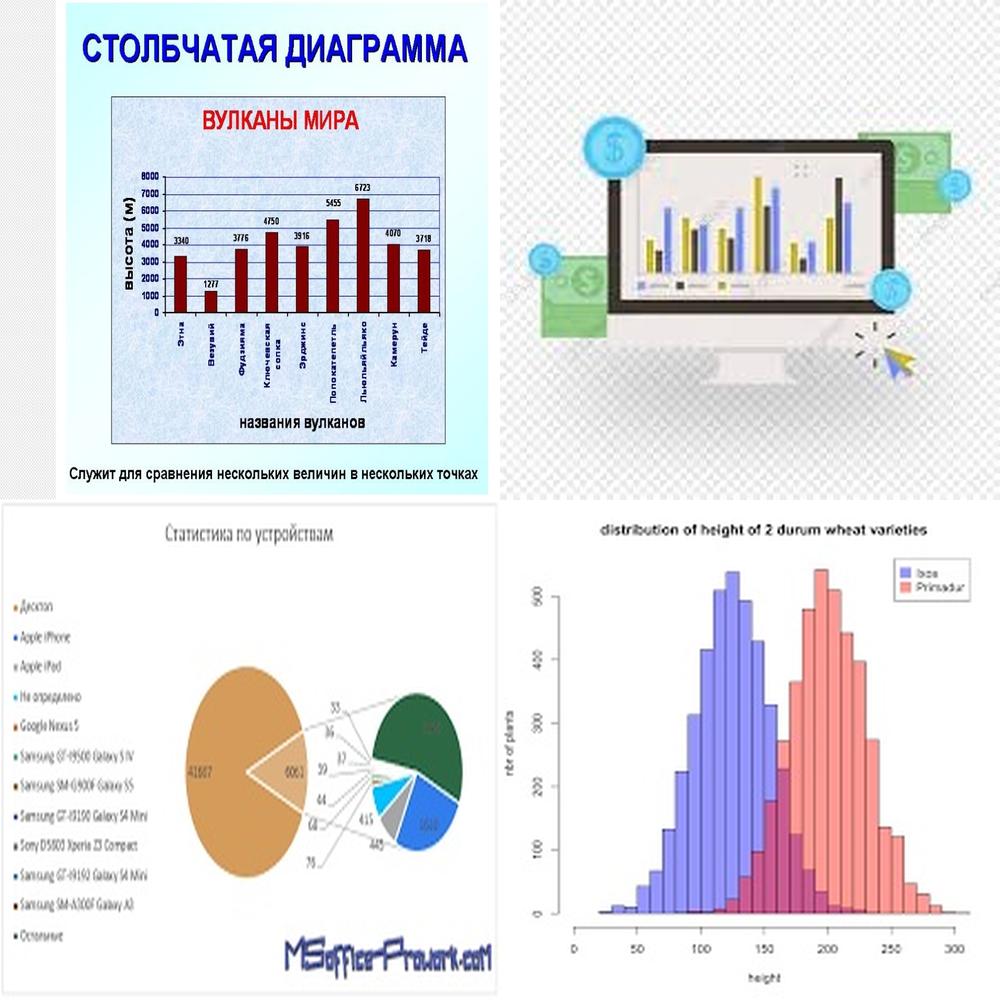 СТОЛБЧАТАЯ ДИАГРАММА
ВУЛКАНЫ МИРА
высота (м)
8000
7000
6000
5000
4000
3000
2000
1000
0
3340
1277
3776
4750
3916
5455
6723
4070
3718
Этна
Везувий
Фудзияма
Ключевская
сопка
Эрджинс
Попокатепетль
Льюльяйльяко
Камерун
Тейде
названия вулканов
Служит для сравнения нескольких величин в нескольких точках
$
$
$
$
$
$
Статистика по устройствам
Десктоп
Apple iPhone
Apple iPad
Не определено
Google Nexus 5
Samsung GT-I9500 Galaxy S IV
Samsung SM-G900F Galaxy S5
Samsung GT-I9190 Galaxy S4 Mini
Sony D5803 Xperia Z3 Compact
Samsung GT-I9192 Galaxy S4 Mini
Samsung SM-A300F Galaxy A3
Остальные
41667
6061
33
36
37
39
44
68
76
415
MSoffice-Prowork.com
distribution of height of 2 durum wheat varieties
Primadur
nbr of plants
500
400
300
200
100
0
0
50
100
150
200
250
300
height